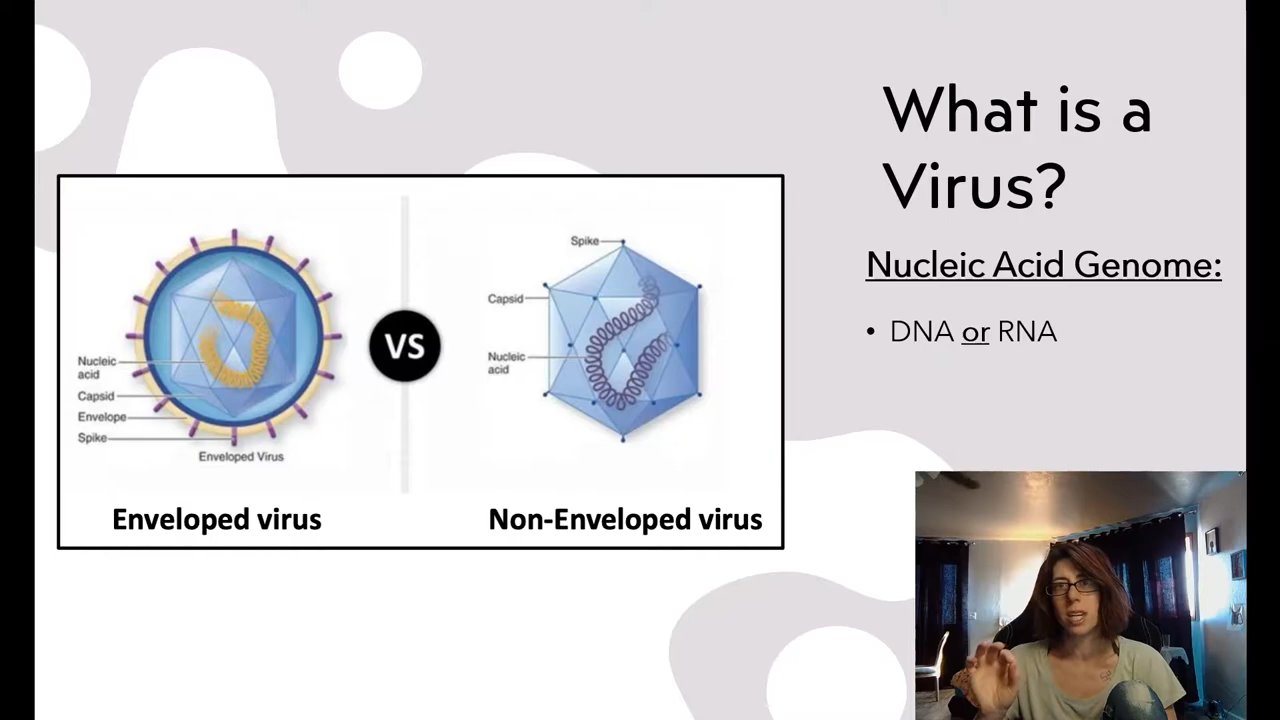 What is a
Virus?
Nucleic Acid Genome:
• DNA or RNA
Nucleic
acid
Capsid
Envelope
Spike
Enveloped Virus
Enveloped virus
VS
Spike
Capsid
Nucleic
acid
Non-Enveloped virus